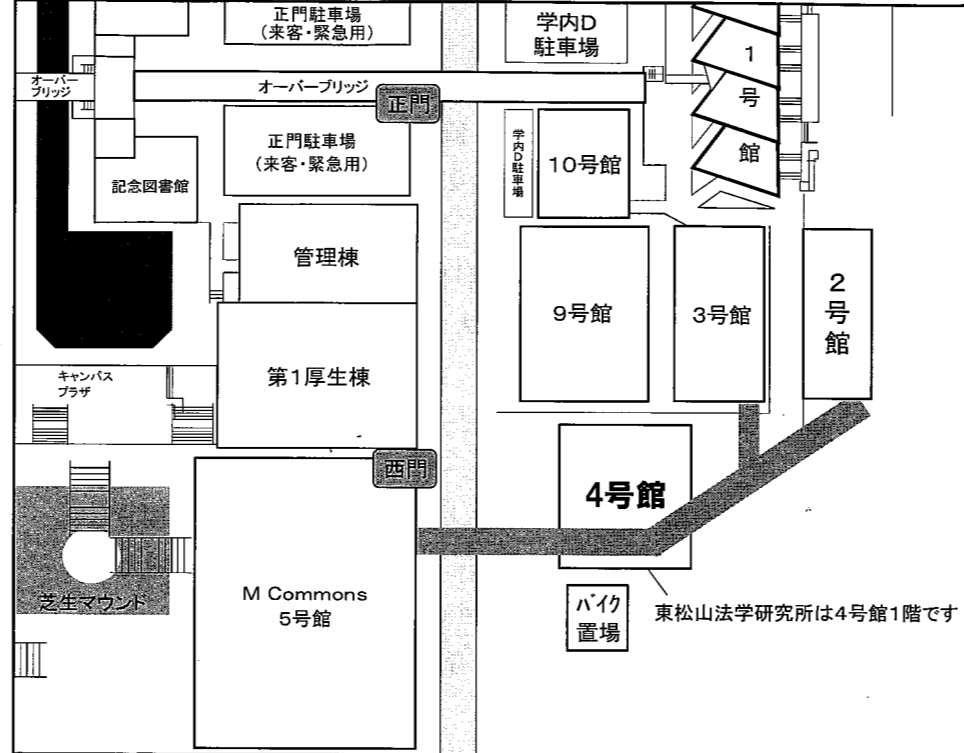 正門駐車場
(来客・緊急用)
学内D
駐車場
1
号
館
オーバー
ブリッジ
オーバーブリッジ
正門
正門駐車場
(来客・緊急用)
学内D駐車場
10号館
記念図書館
管理棟
9号館
3号館
2
号
館
第1厚生棟
キャンパス
プラザ
西門
4号館
M Commons
5号館
芝生マウンド
バイク
置場
東松山法学研究所は4号館1階です